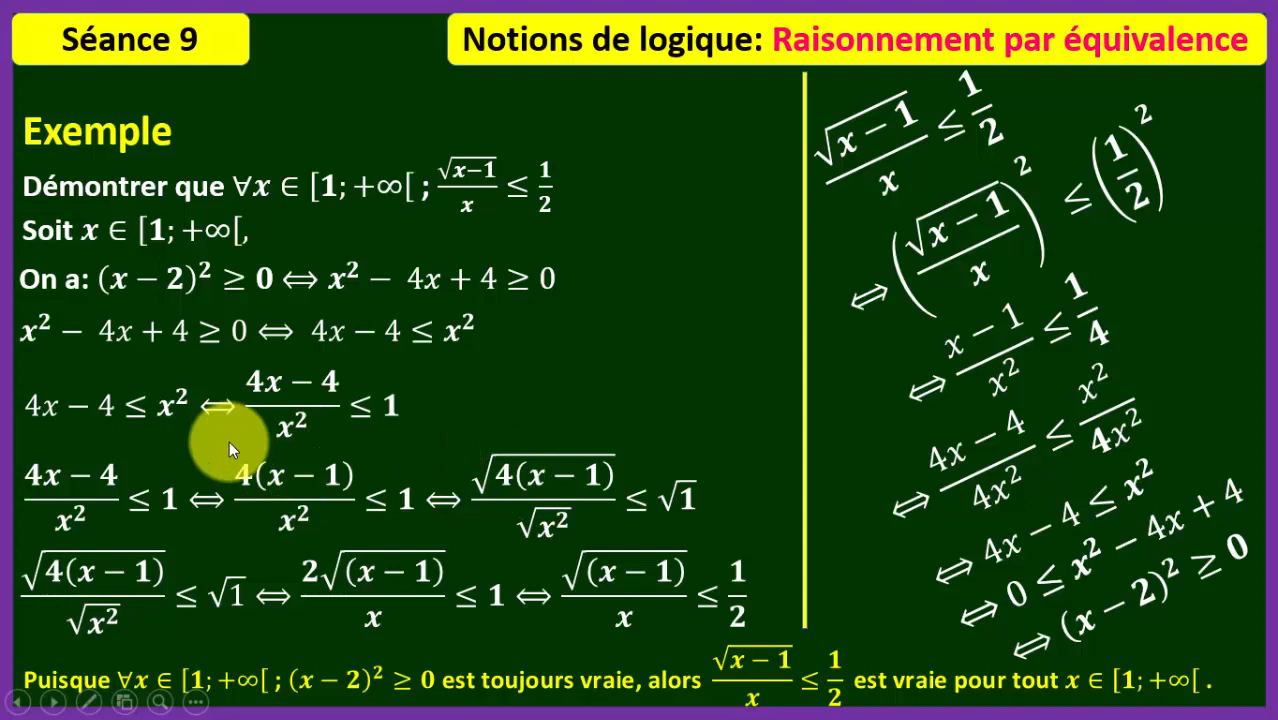 Séance 9
Notions de logique: Raisonnement par équivalence
Exemple
Démontrer que ∀x ∈ [1; +∞[ ; √(x−1)/x ≤ 1/2
Soit x ∈ [1; +∞[,
On a: (x − 2)² ≥ 0 ⟺ x² − 4x + 4 ≥ 0
x² − 4x + 4 ≥ 0 ⟺ 4x − 4 ≤ x²
4x − 4 ≤ x² ⟺ (4x − 4)/x² ≤ 1
(4x − 4)/x² ≤ 1 ⟺ 4(x − 1)/x² ≤ 1 ⟺ √(4(x − 1))/√(x²) ≤ √1
√(4(x − 1))/√(x²) ≤ √1 ⟺ 2√((x − 1))/x ≤ 1 ⟺ √((x − 1))/x ≤ 1/2
√(x − 1)/x ≤ 1/2
⟺ (√(x − 1)/x)² ≤ (1/2)²
⟺ (x − 1)/x² ≤ 1/4
⟺ (4x − 4)/4x² ≤ x²/4x²
⟺ 4x − 4 ≤ x²
⟺ 0 ≤ x² − 4x + 4
⟺ (x − 2)² ≥ 0
Puisque ∀x ∈ [1; +∞[ ; (x − 2)² ≥ 0 est toujours vraie, alors √(x − 1)/x ≤ 1/2 est vraie pour tout x ∈ [1; +∞[ .